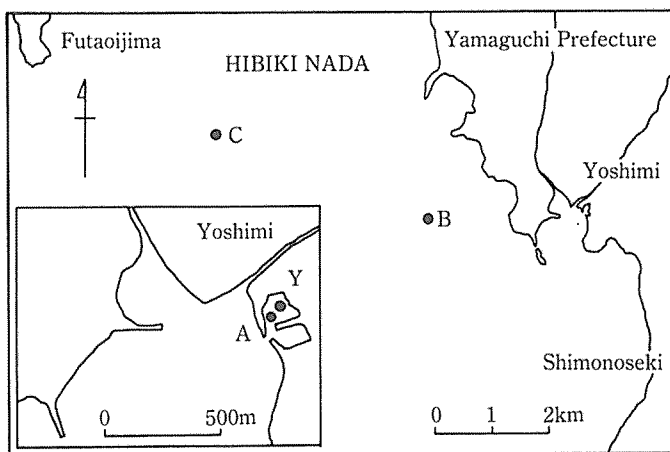 Futaoijima
Yamaguchi Prefecture
HIBIKI NADA
C
Yoshimi
B
Yoshimi
Y
A
Shimonoseki
0 500m
0 1 2km